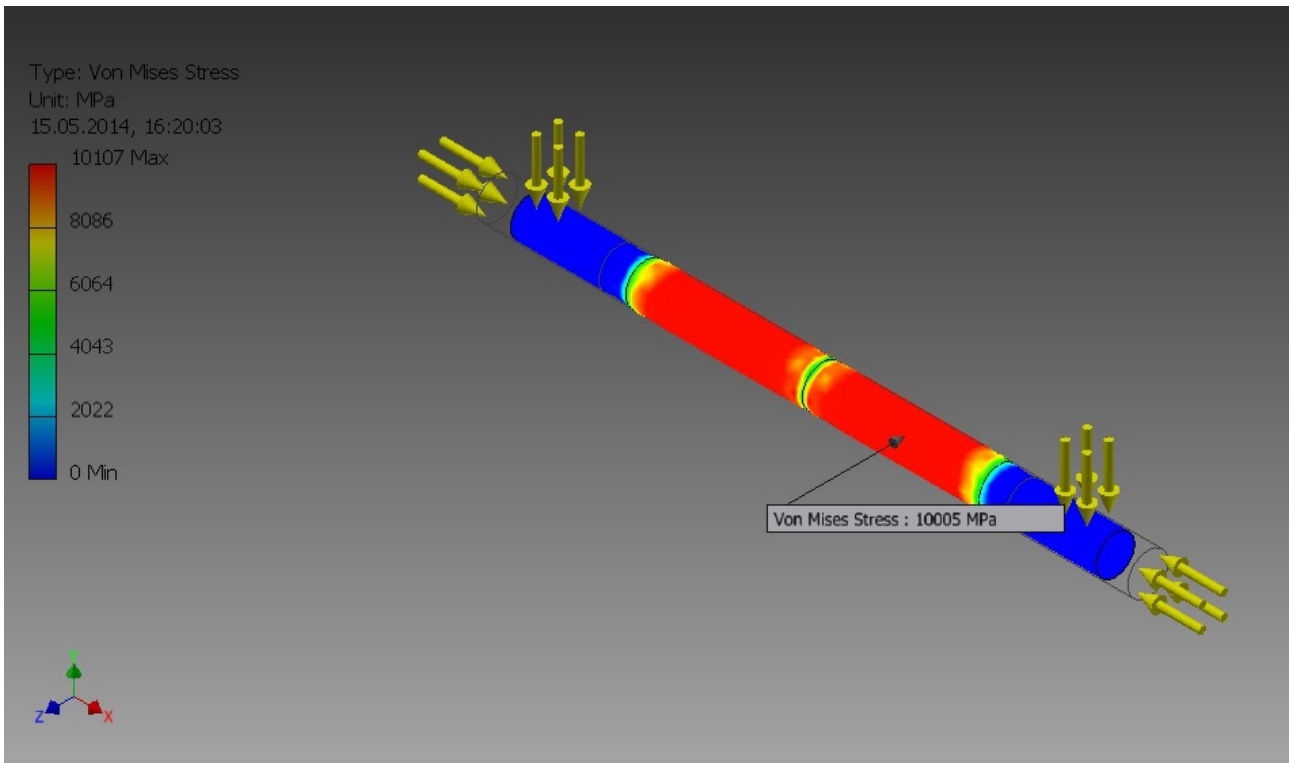 Type: Von Mises Stress
Unit: MPa
15.05.2014, 16:20:03
10107 Max
8086
6064
4043
2022
0 Min
Von Mises Stress : 10005 MPa
Y
Z
X